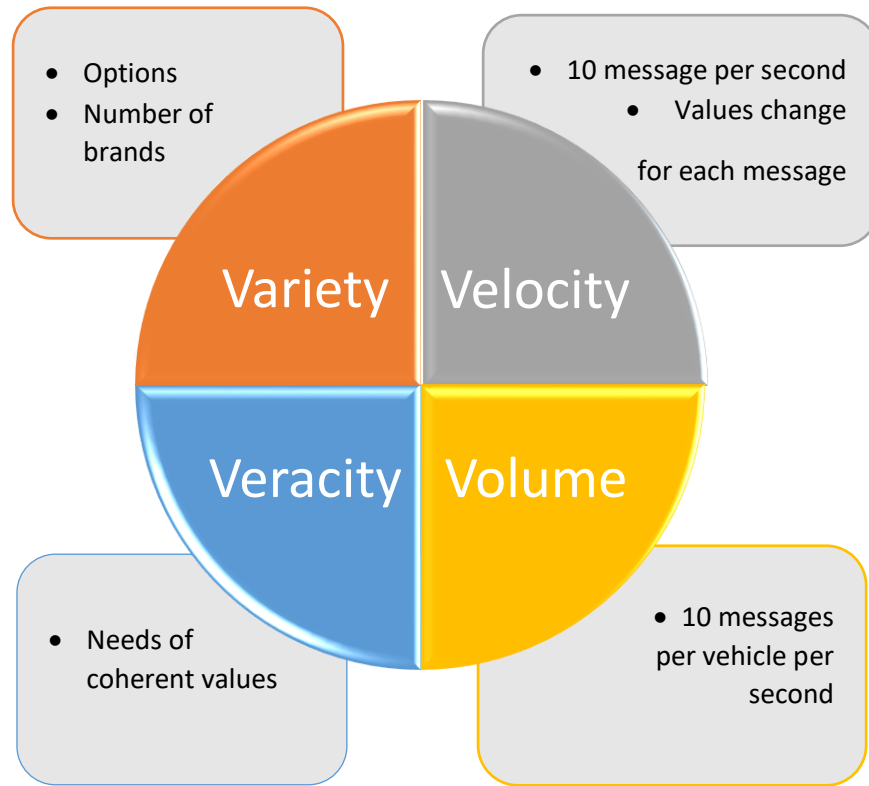 • Options
• Number of
brands
• 10 message per second
• Values change
for each message
Variety
Velocity
Veracity
Volume
• Needs of
coherent values
• 10 messages
per vehicle per
second